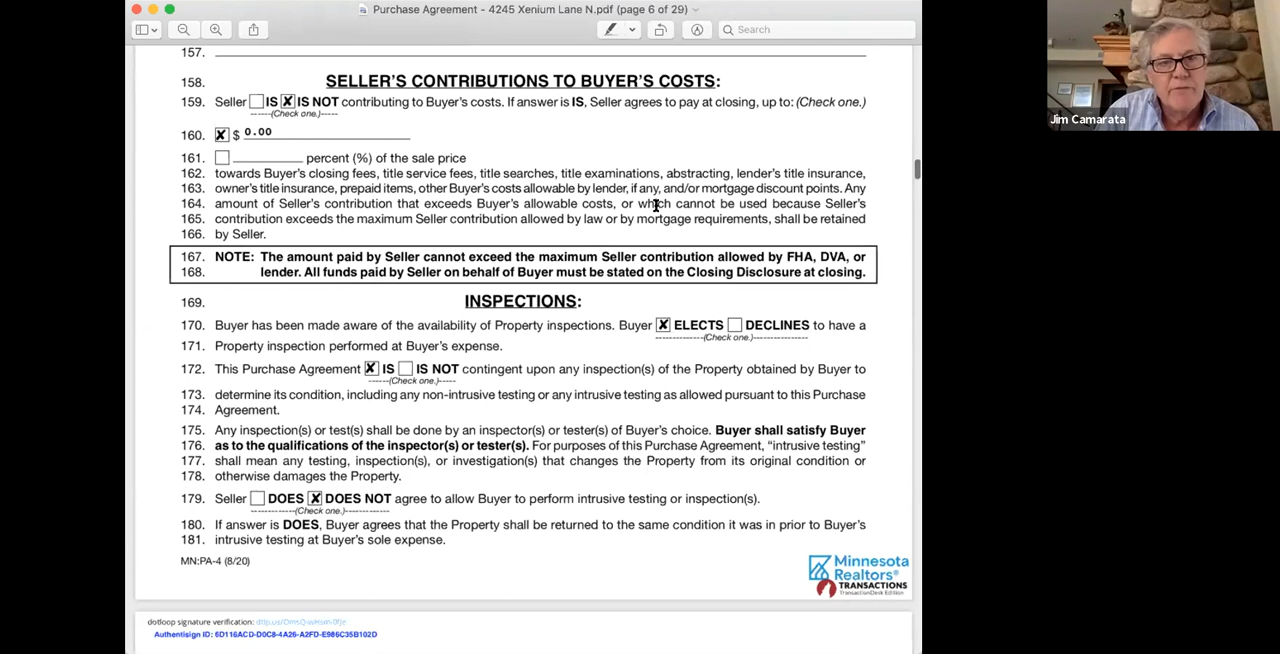 Purchase Agreement - 4245 Xenium Lane N.pdf (page 6 of 29)
Search
Jim Camarata
157.
158. SELLER'S CONTRIBUTIONS TO BUYER'S COSTS:
159. Seller IS IS NOT contributing to Buyer's costs. If answer is IS, Seller agrees to pay at closing, up to: (Check one.)
------(Check one.)------
160. $ 0.00
161. percent (%) of the sale price
162. towards Buyer's closing fees, title service fees, title searches, title examinations, abstracting, lender's title insurance,
163. owner's title insurance, prepaid items, other Buyer's costs allowable by lender, if any, and/or mortgage discount points. Any
164. amount of Seller's contribution that exceeds Buyer's allowable costs, or which cannot be used because Seller's
165. contribution exceeds the maximum Seller contribution allowed by law or by mortgage requirements, shall be retained
166. by Seller.
167. NOTE: The amount paid by Seller cannot exceed the maximum Seller contribution allowed by FHA, DVA, or
168. lender. All funds paid by Seller on behalf of Buyer must be stated on the Closing Disclosure at closing.
169. INSPECTIONS:
170. Buyer has been made aware of the availability of Property inspections. Buyer ELECTS DECLINES to have a
--------------(Check one.)--------------
171. Property inspection performed at Buyer's expense.
172. This Purchase Agreement IS IS NOT contingent upon any inspection(s) of the Property obtained by Buyer to
------(Check one.)-----
173. determine its condition, including any non-intrusive testing or any intrusive testing as allowed pursuant to this Purchase
174. Agreement.
175. Any inspection(s) or test(s) shall be done by an inspector(s) or tester(s) of Buyer's choice. Buyer shall satisfy Buyer
176. as to the qualifications of the inspector(s) or tester(s). For purposes of this Purchase Agreement, "intrusive testing"
177. shall mean any testing, inspection(s), or investigation(s) that changes the Property from its original condition or
178. otherwise damages the Property.
179. Seller DOES DOES NOT agree to allow Buyer to perform intrusive testing or inspection(s).
------------(Check one.)-------------
180. If answer is DOES, Buyer agrees that the Property shall be returned to the same condition it was in prior to Buyer's
181. intrusive testing at Buyer's sole expense.
MN:PA-4 (8/20)
Minnesota
Realtors®
TRANSACTIONS
TransactionDesk Edition
dotloop signature verification:
Authentisign ID: 6D116ACD-D0C8-4A26-A2FD-E986C35B102D